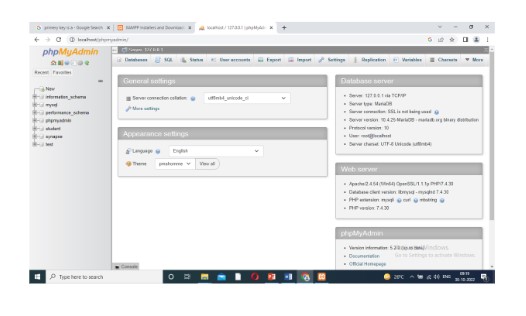 primary key is a - Google Search
XAMPP Installers and Download
localhost / 127.0.0.1 | phpMyAd
localhost/phpmyadmin/
phpMyAdmin
Recent Favorites
New
information_schema
mysql
performance_schema
phpmyadmin
student
synapse
test
Server: 127.0.0.1
Databases SQL Status User accounts Export Import Settings Replication Variables Charsets More
General settings
Server connection collation: utf8mb4_unicode_ci
More settings
Appearance settings
Language English
Theme pmahomme View all
Database server
Server: 127.0.0.1 via TCP/IP
Server type: MariaDB
Server connection: SSL is not being used
Server version: 10.4.25-MariaDB - mariadb.org binary distribution
Protocol version: 10
User: root@localhost
Server charset: UTF-8 Unicode (utf8mb4)
Web server
Apache/2.4.54 (Win64) OpenSSL/1.1.1p PHP/7.4.30
Database client version: libmysql - mysqlnd 7.4.30
PHP extension: mysqli curl mbstring
PHP version: 7.4.30
phpMyAdmin
Version information: 5.2.0 (up to date)
Documentation
Official Homepage
Windows
Go to Settings to activate Windows.
Console
Type here to search
28°C
ENG
30-10-2022